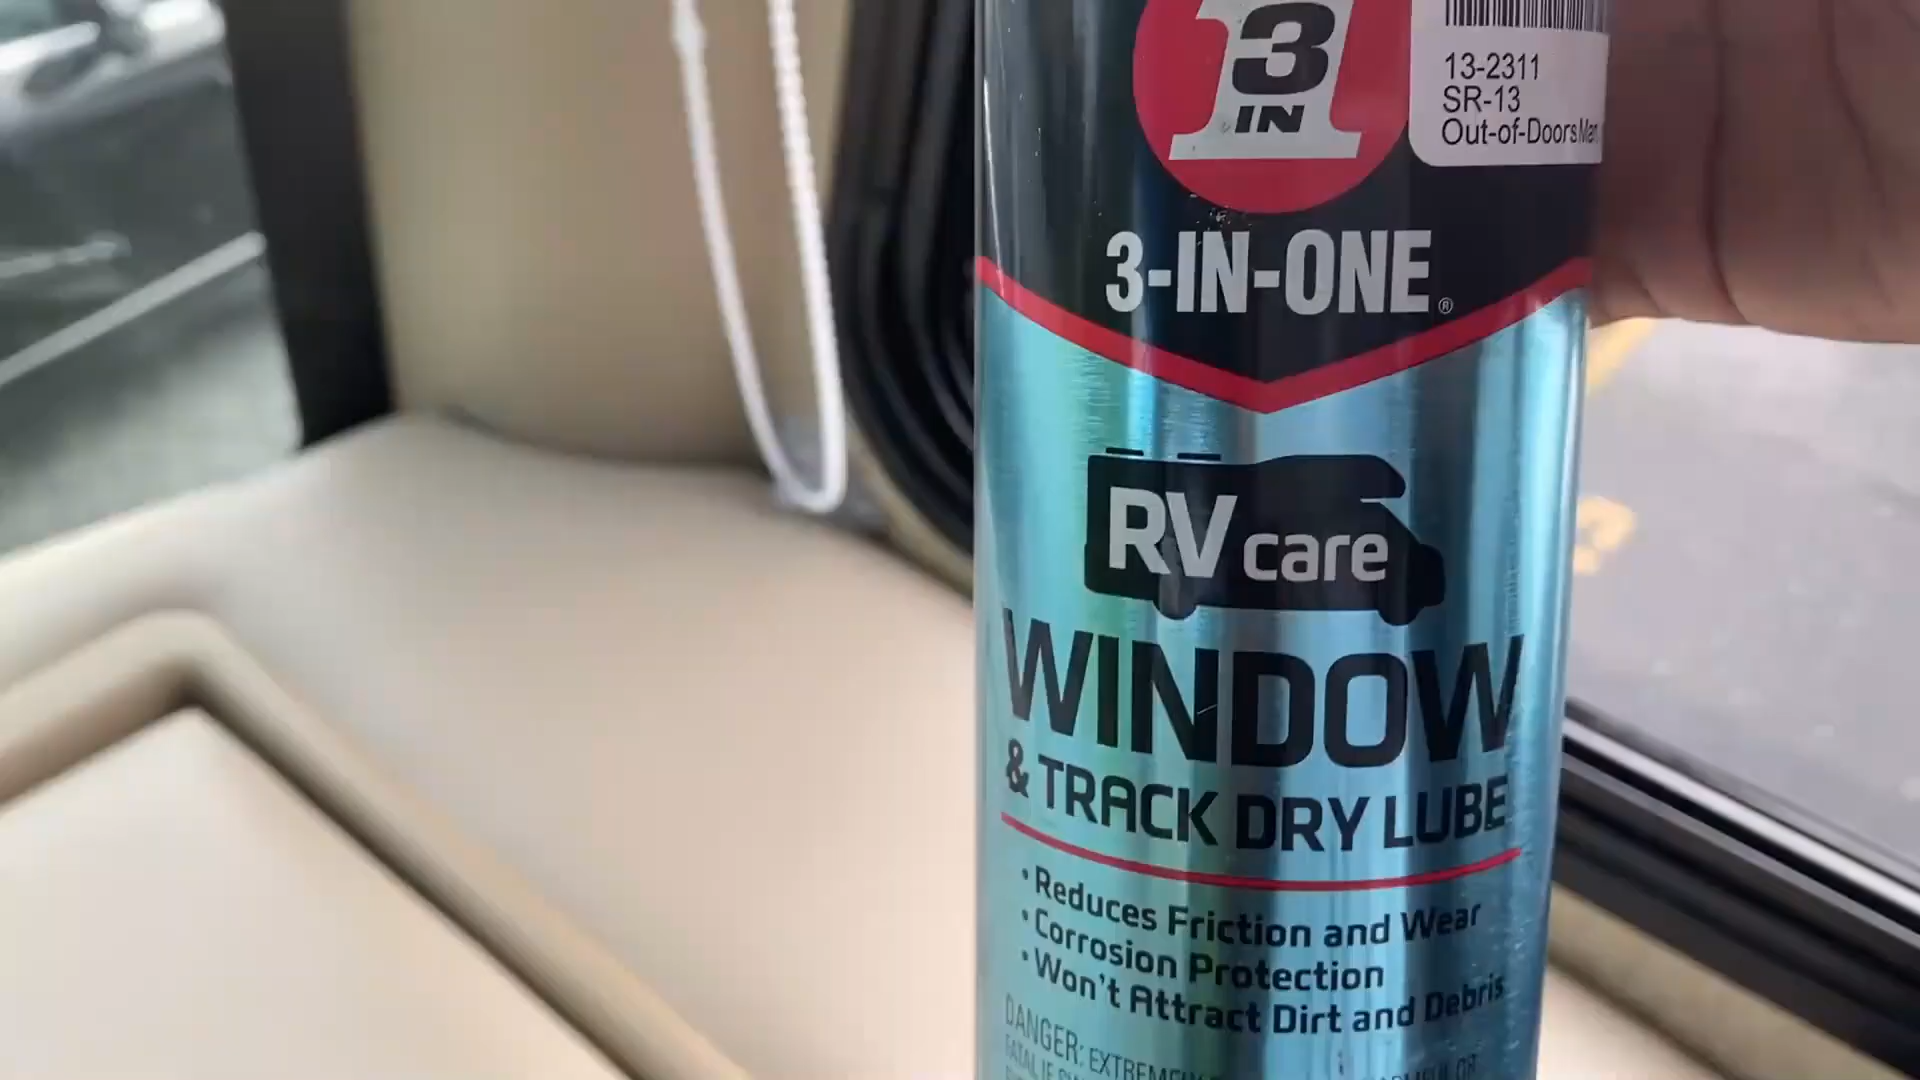 3
IN
1
13-2311
SR-13
Out-of-Doors Mar
3-IN-ONE®
RV care
WINDOW
& TRACK DRY LUBE
• Reduces Friction and Wear
• Corrosion Protection
• Won't Attract Dirt and Debris
DANGER: EXTREMELY